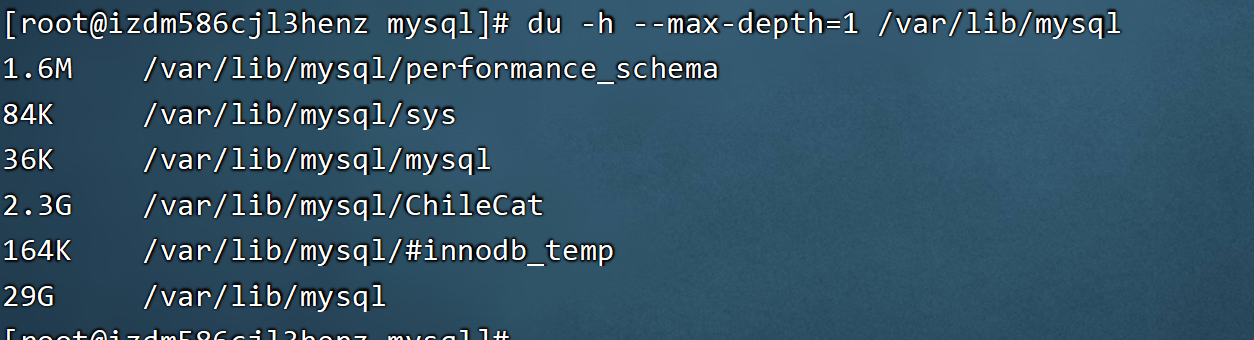 [root@izdm586cjl3henz mysql]# du -h --max-depth=1 /var/lib/mysql
1.6M    /var/lib/mysql/performance_schema
84K     /var/lib/mysql/sys
36K     /var/lib/mysql/mysql
2.3G    /var/lib/mysql/ChileCat
164K    /var/lib/mysql/#innodb_temp
29G     /var/lib/mysql
[root@izdm586cjl3henz mysql]#